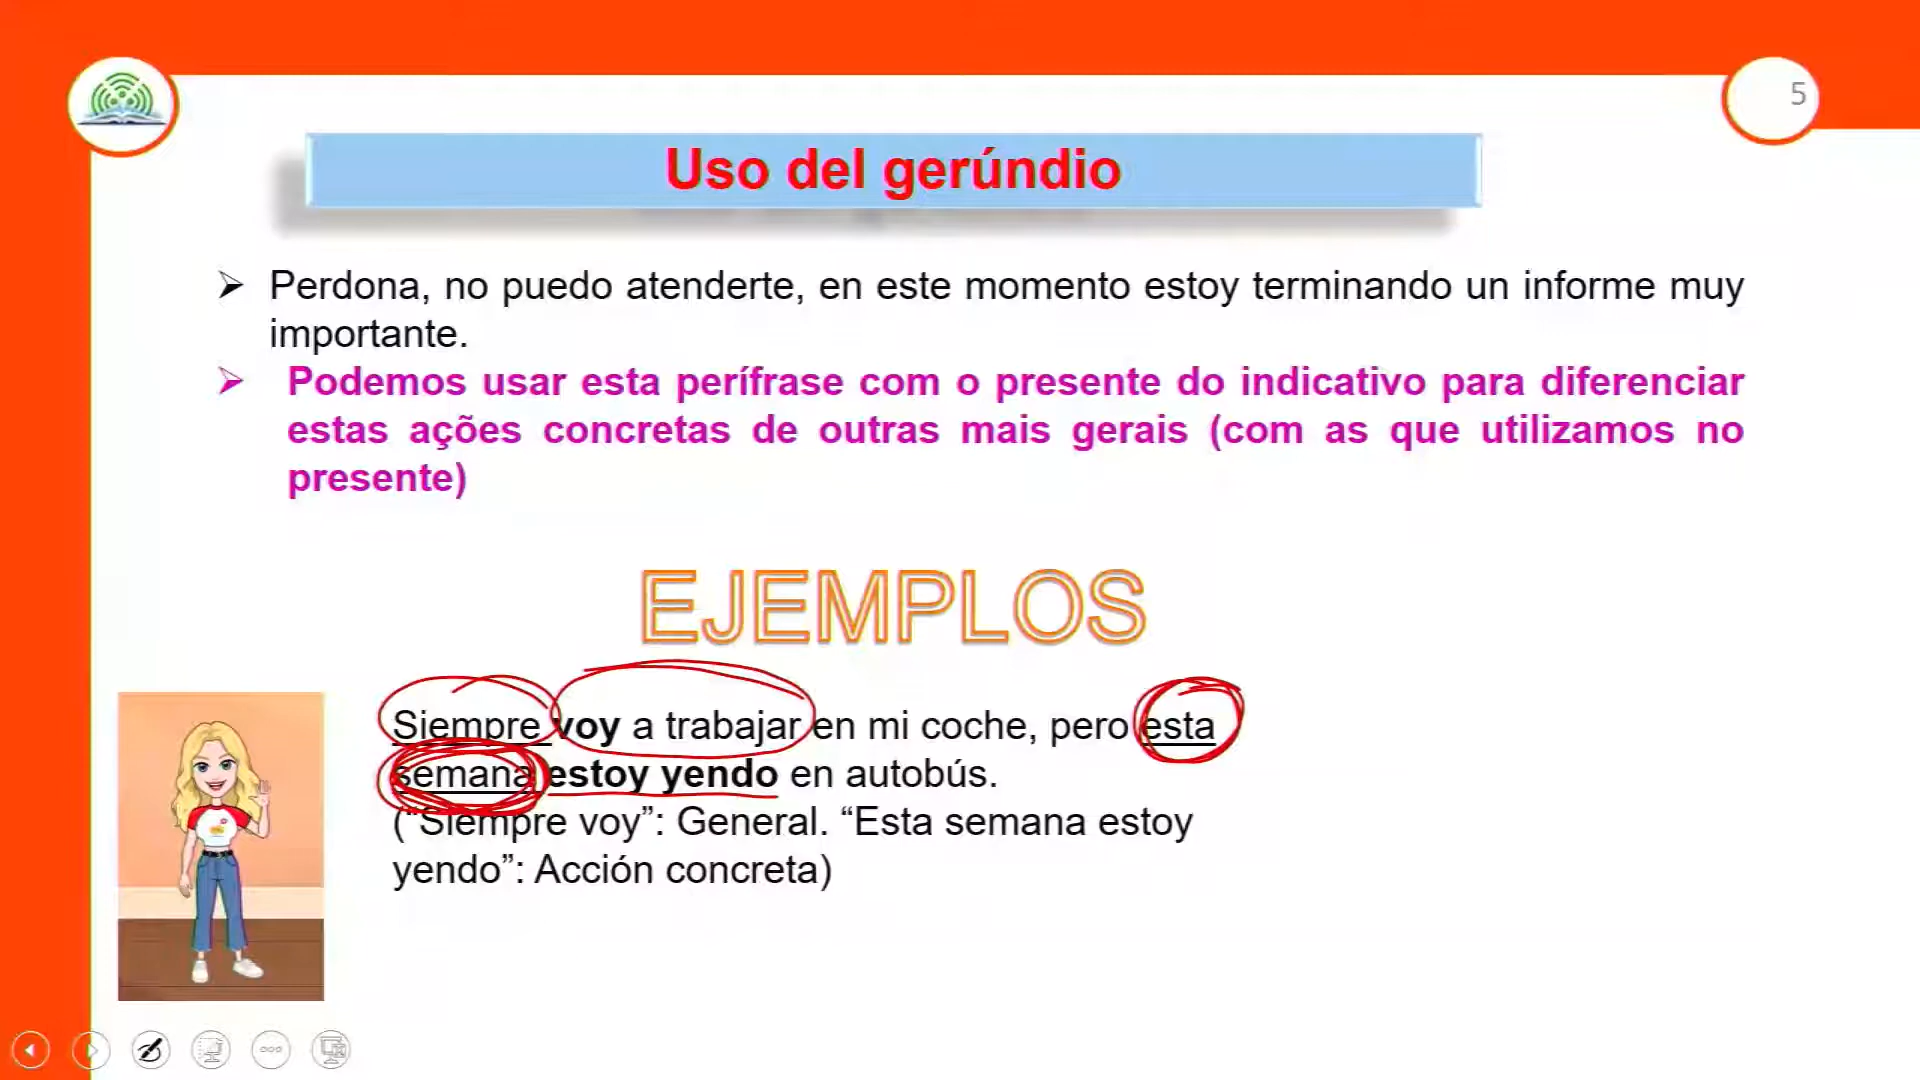 5
Uso del gerúndio
Perdona, no puedo atenderte, en este momento estoy terminando un informe muy
importante.
Podemos usar esta perífrase com o presente do indicativo para diferenciar
estas ações concretas de outras mais gerais (com as que utilizamos no
presente)
EJEMPLOS
Siempre voy a trabajar en mi coche, pero esta
semana estoy yendo en autobús.
(“Siempre voy”: General. “Esta semana estoy
yendo”: Acción concreta)